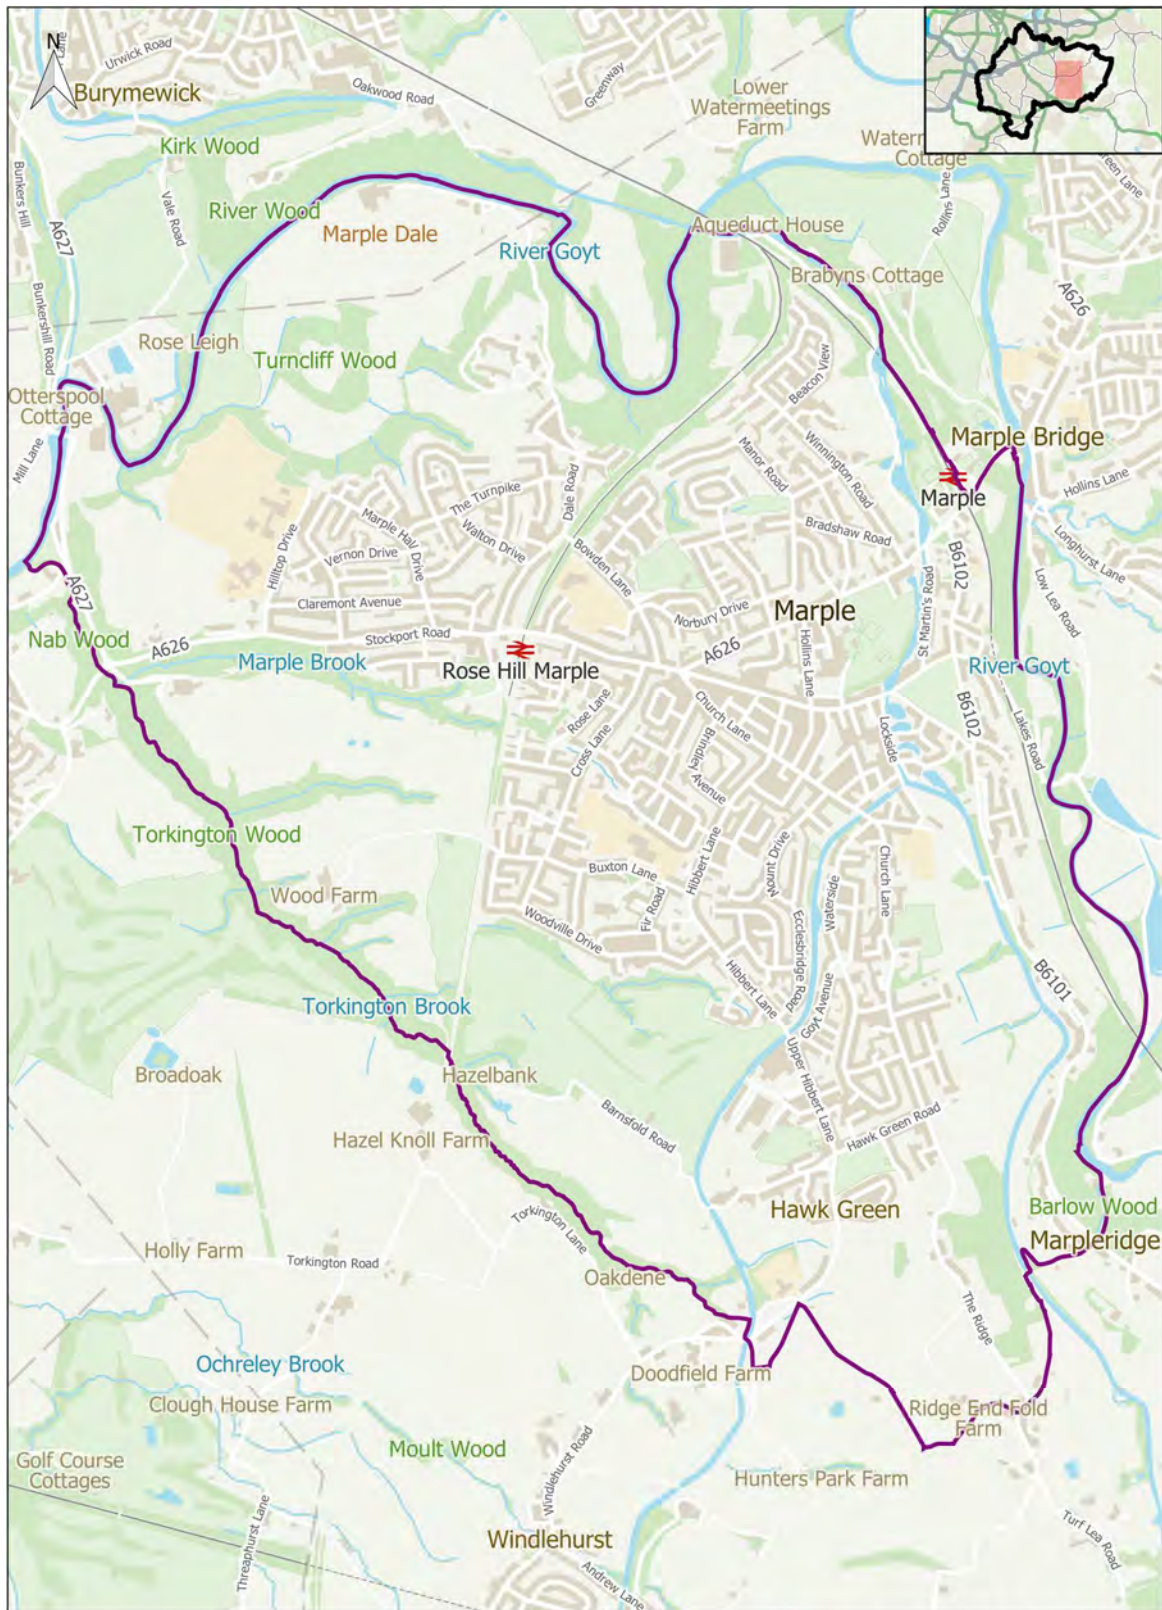 N
Lane
Urwick Road
Burymewick
Oakwood Road
Greenway
Lower
Watermeetings
Farm
Cottage
Green Lane
Kirk Wood
Bunkers Hill
A627
Vale Road
River Wood
Marple Dale
River Goyt
Aqueduct House
Rollins Lane
Brabyns Cottage
A626
Bunkershill Road
Rose Leigh
Turncliff Wood
Otterspool
Cottage
Beacon View
Mill Lane
Marple Bridge
Manor Road
Winnington Road
Hollins Lane
Marple
The Turnpike
Dale Road
Marple Hall Drive
Walton Drive
Bradshaw Road
Longhurst Lane
Hilltop Drive
Vernon Drive
Bowden Lane
B6102
Low Lea Road
A627
Claremont Avenue
Norbury Drive
Marple
St Martin's Road
Nab Wood
A626
Stockport Road
A626
Hollins Lane
Marple Brook
Rose Hill Marple
River Goyt
Rose Lane
Church Lane
B6102
Lakes Road
Cross Lane
Brindley Avenue
Lockside
Torkington Wood
Hibbert Lane
Mount Drive
Church Lane
Buxton Lane
Wood Farm
Fir Road
Waterside
Woodville Drive
Ecclesbridge Road
Hibbert Lane
B6101
Torkington Brook
Goyt Avenue
Broadoak
Hazelbank
Upper Hibbert Lane
Barnsfold Road
Hazel Knoll Farm
Hawk Green Road
Hawk Green
Barlow Wood
Marpleridge
Torkington Lane
Holly Farm
Torkington Road
Oakdene
The Ridge
Ochreley Brook
Doodfield Farm
Clough House Farm
Ridge End Fold
Farm
Moult Wood
Golf Course
Cottages
Windlehurst Road
Hunters Park Farm
Windlehurst
Turf Lea Road
Threaphurst Lane
Andrew Lane